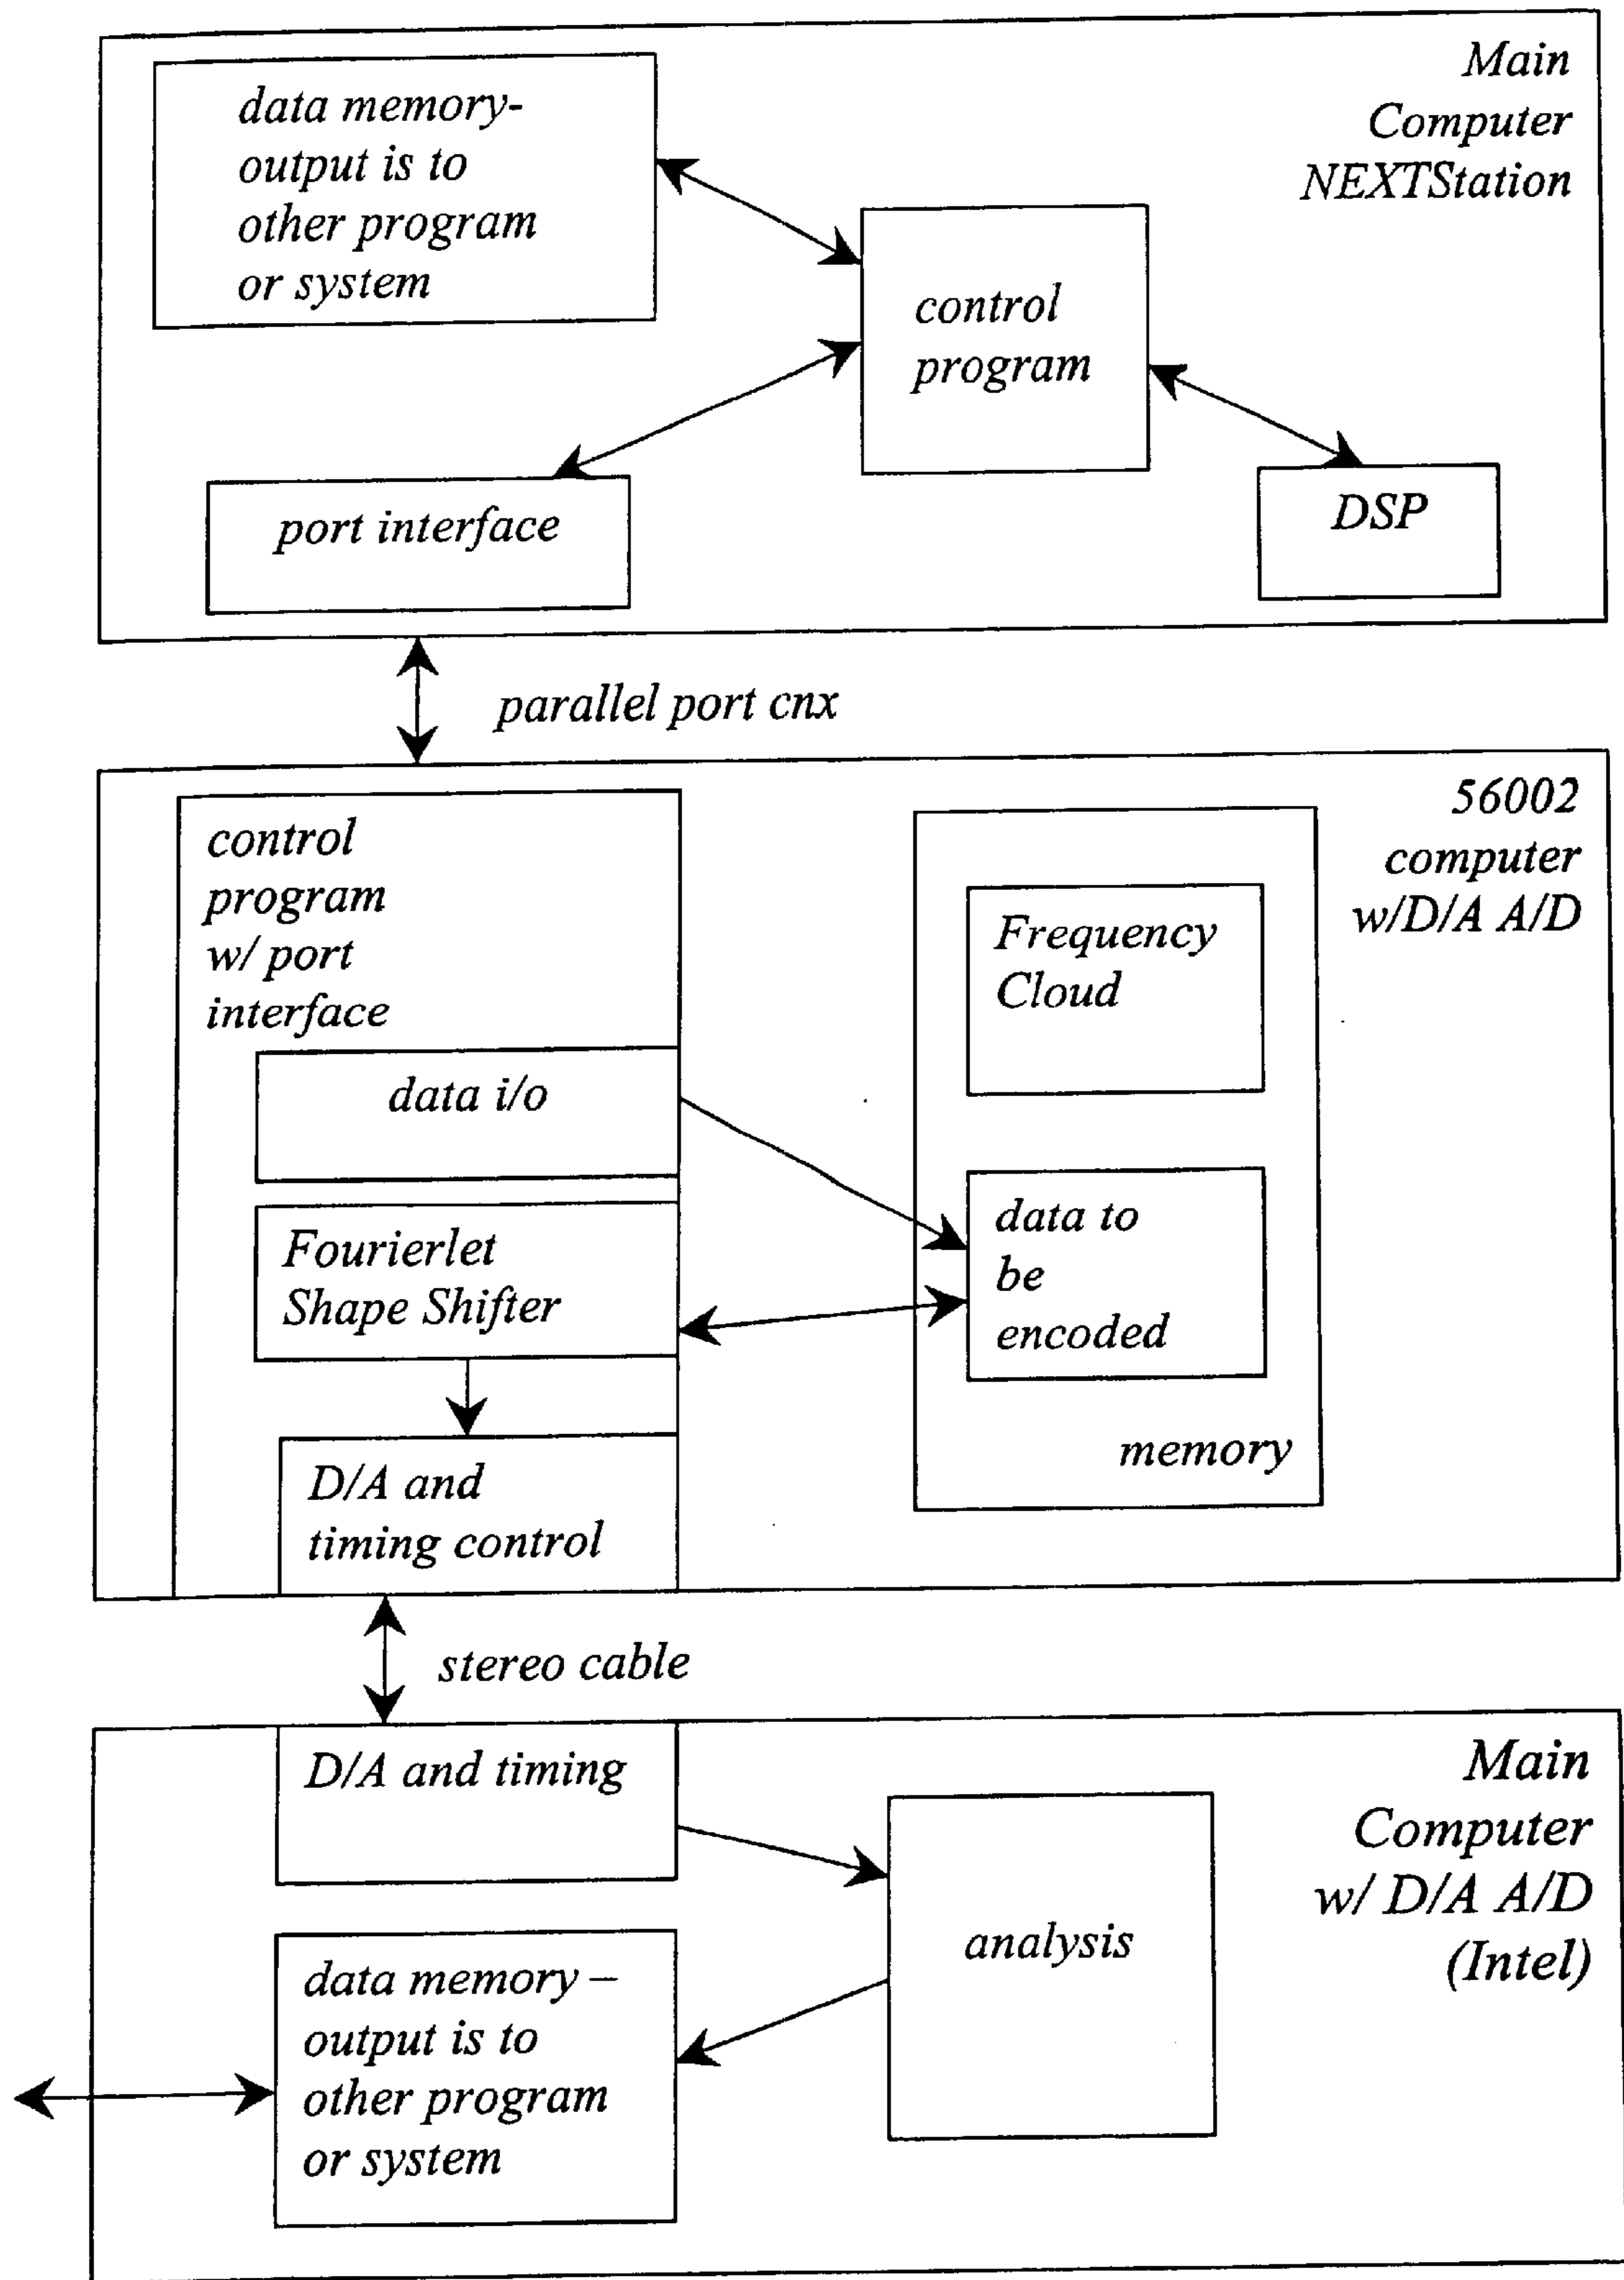 Main
Computer
NEXTStation
data memory-
output is to
other program
or system
control
program
port interface
DSP
parallel port cnx
56002
computer
w/D/A A/D
control
program
w/ port
interface
Frequency
Cloud
data i/o
data to
be
encoded
Fourierlet
Shape Shifter
memory
D/A and
timing control
stereo cable
Main
Computer
w/ D/A A/D
(Intel)
D/A and timing
analysis
data memory –
output is to
other program
or system